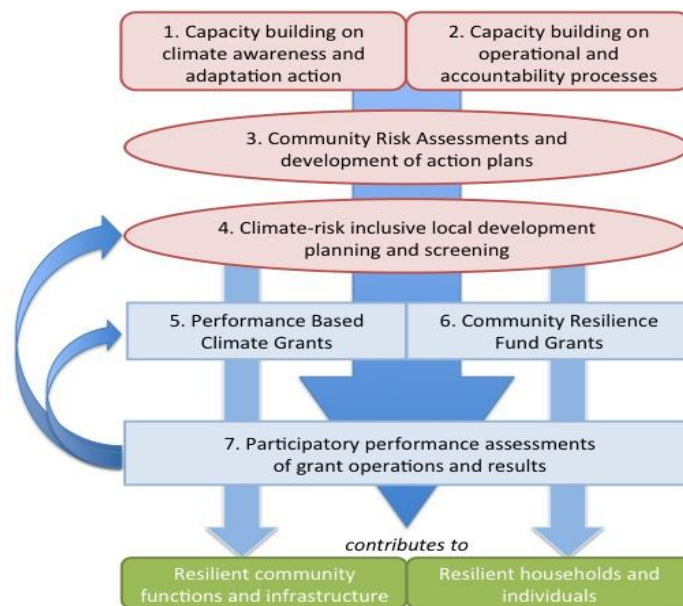 1. Capacity building on
climate awareness and
adaptation action
2. Capacity building on
operational and
accountability processes
3. Community Risk Assessments and
development of action plans
4. Climate-risk inclusive local development
planning and screening
5. Performance Based
Climate Grants
6. Community Resilience
Fund Grants
7. Participatory performance assessments
of grant operations and results
contributes to
Resilient community
functions and infrastructure
Resilient households and
individuals